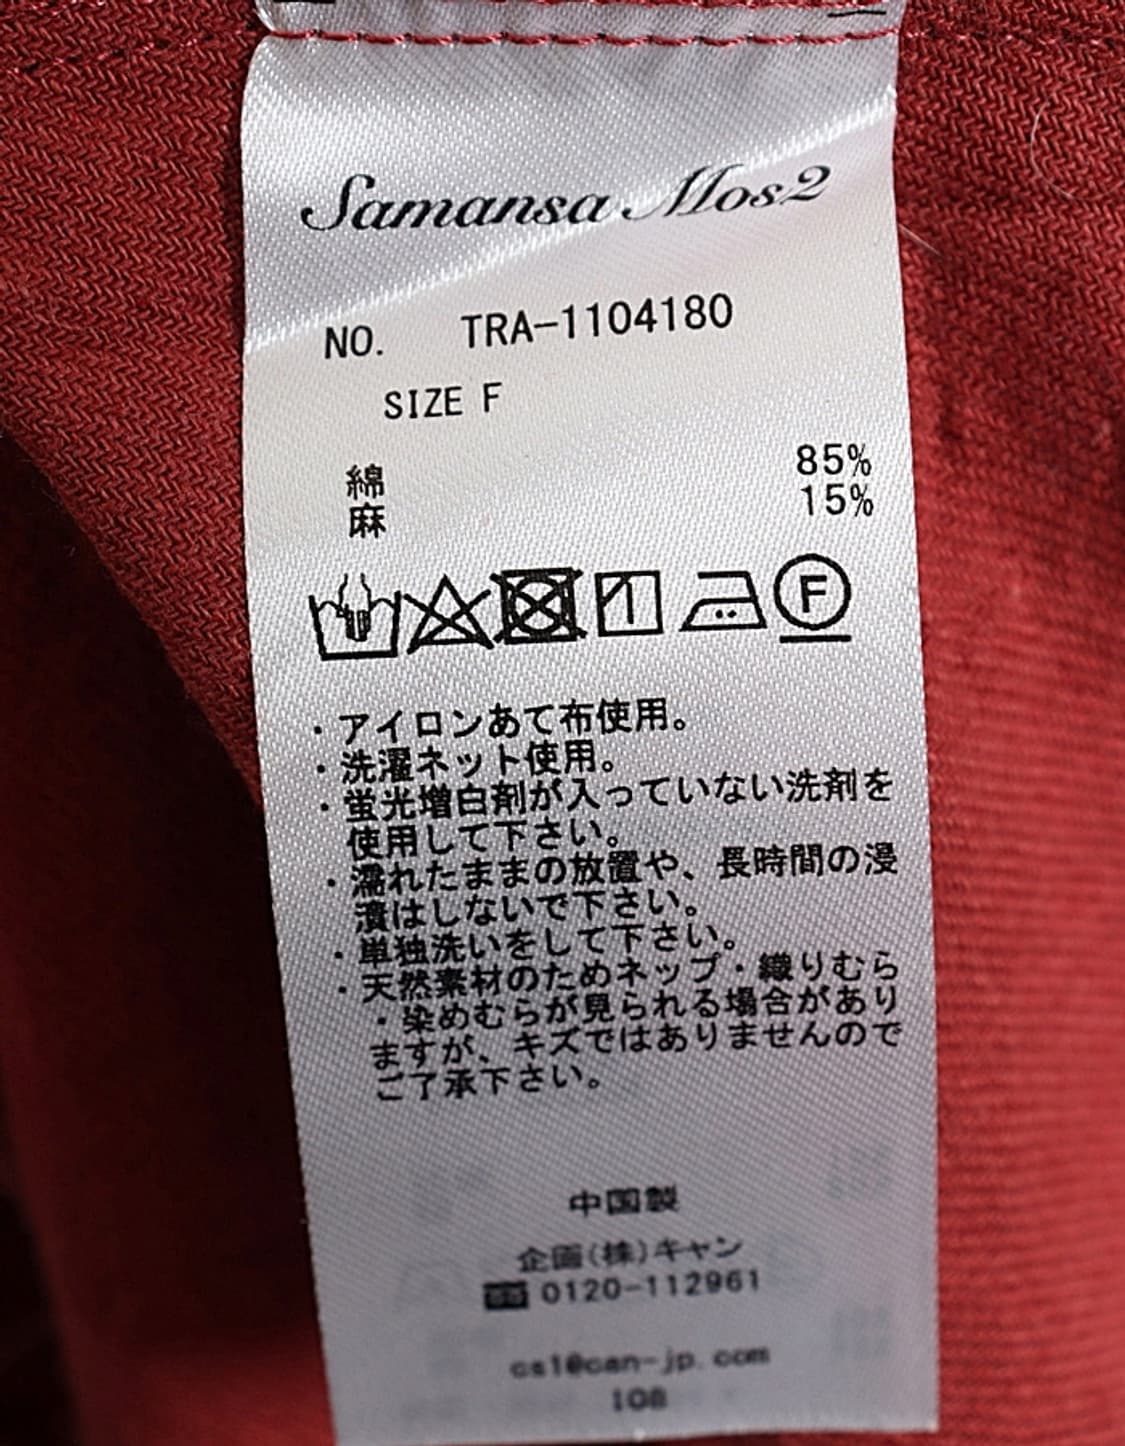 Samansa Mos2
NO. TRA-1104180
SIZE F
綿 85%
麻 15%
F
・アイロンあて布使用。
・洗濯ネット使用。
・蛍光増白剤が入っていない洗剤を
使用して下さい。
・濡れたままの放置や、長時間の浸
漬はしないで下さい。
・単独洗いをして下さい。
・天然素材のためネップ・織りむら
・染めむらが見られる場合があり
ますが、キズではありませんので
ご了承下さい。
中国製
企画(株)キャン
☎0120-112961
cs1@can-jp.com
108